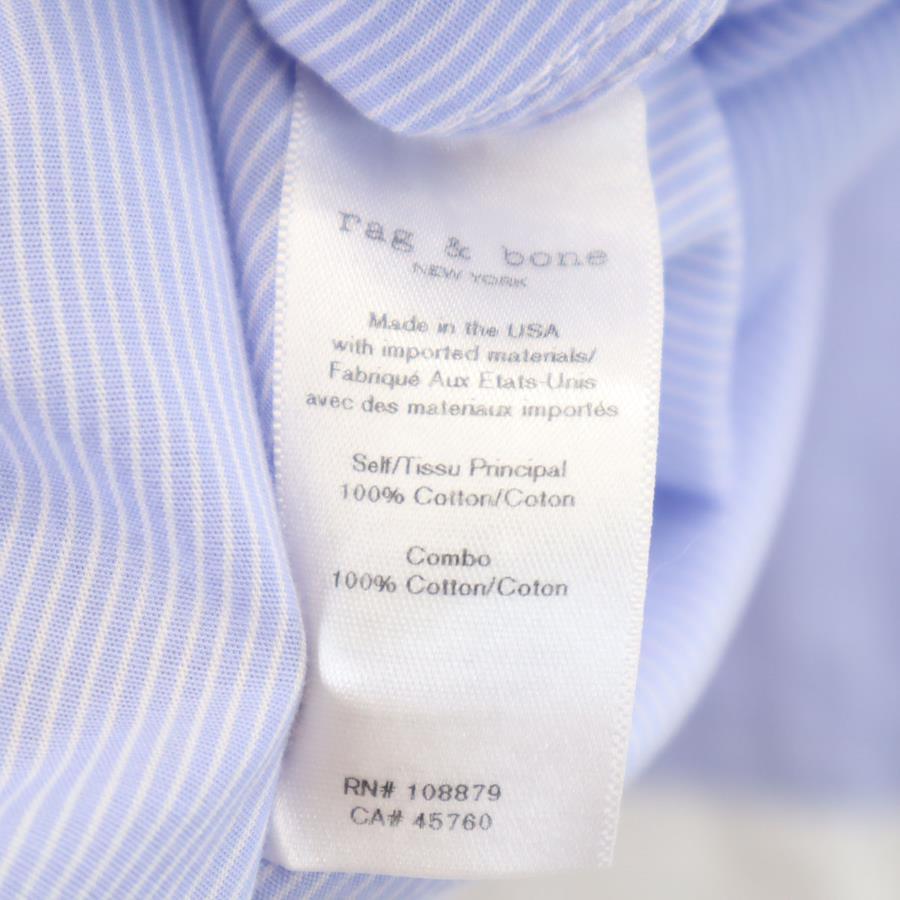 rag & bone
NEW YORK
Made in the USA
with imported materials/
Fabriqué Aux Etats-Unis
avec des materiaux importés
Self/Tissu Principal
100% Cotton/Coton
Combo
100% Cotton/Coton
RN# 108879
CA# 45760